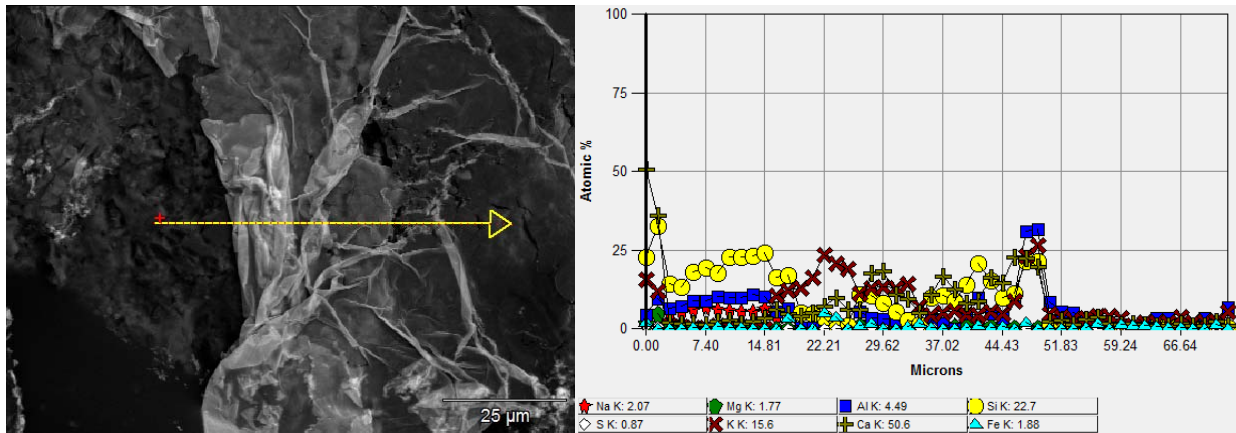 25 µm
100
75
50
25
0
Atomic %
0.00 7.40 14.81 22.21 29.62 37.02 44.43 51.83 59.24 66.64
Microns
Na K: 2.07 Mg K: 1.77 Al K: 4.49 Si K: 22.7
S K: 0.87 K K: 15.6 Ca K: 50.6 Fe K: 1.88